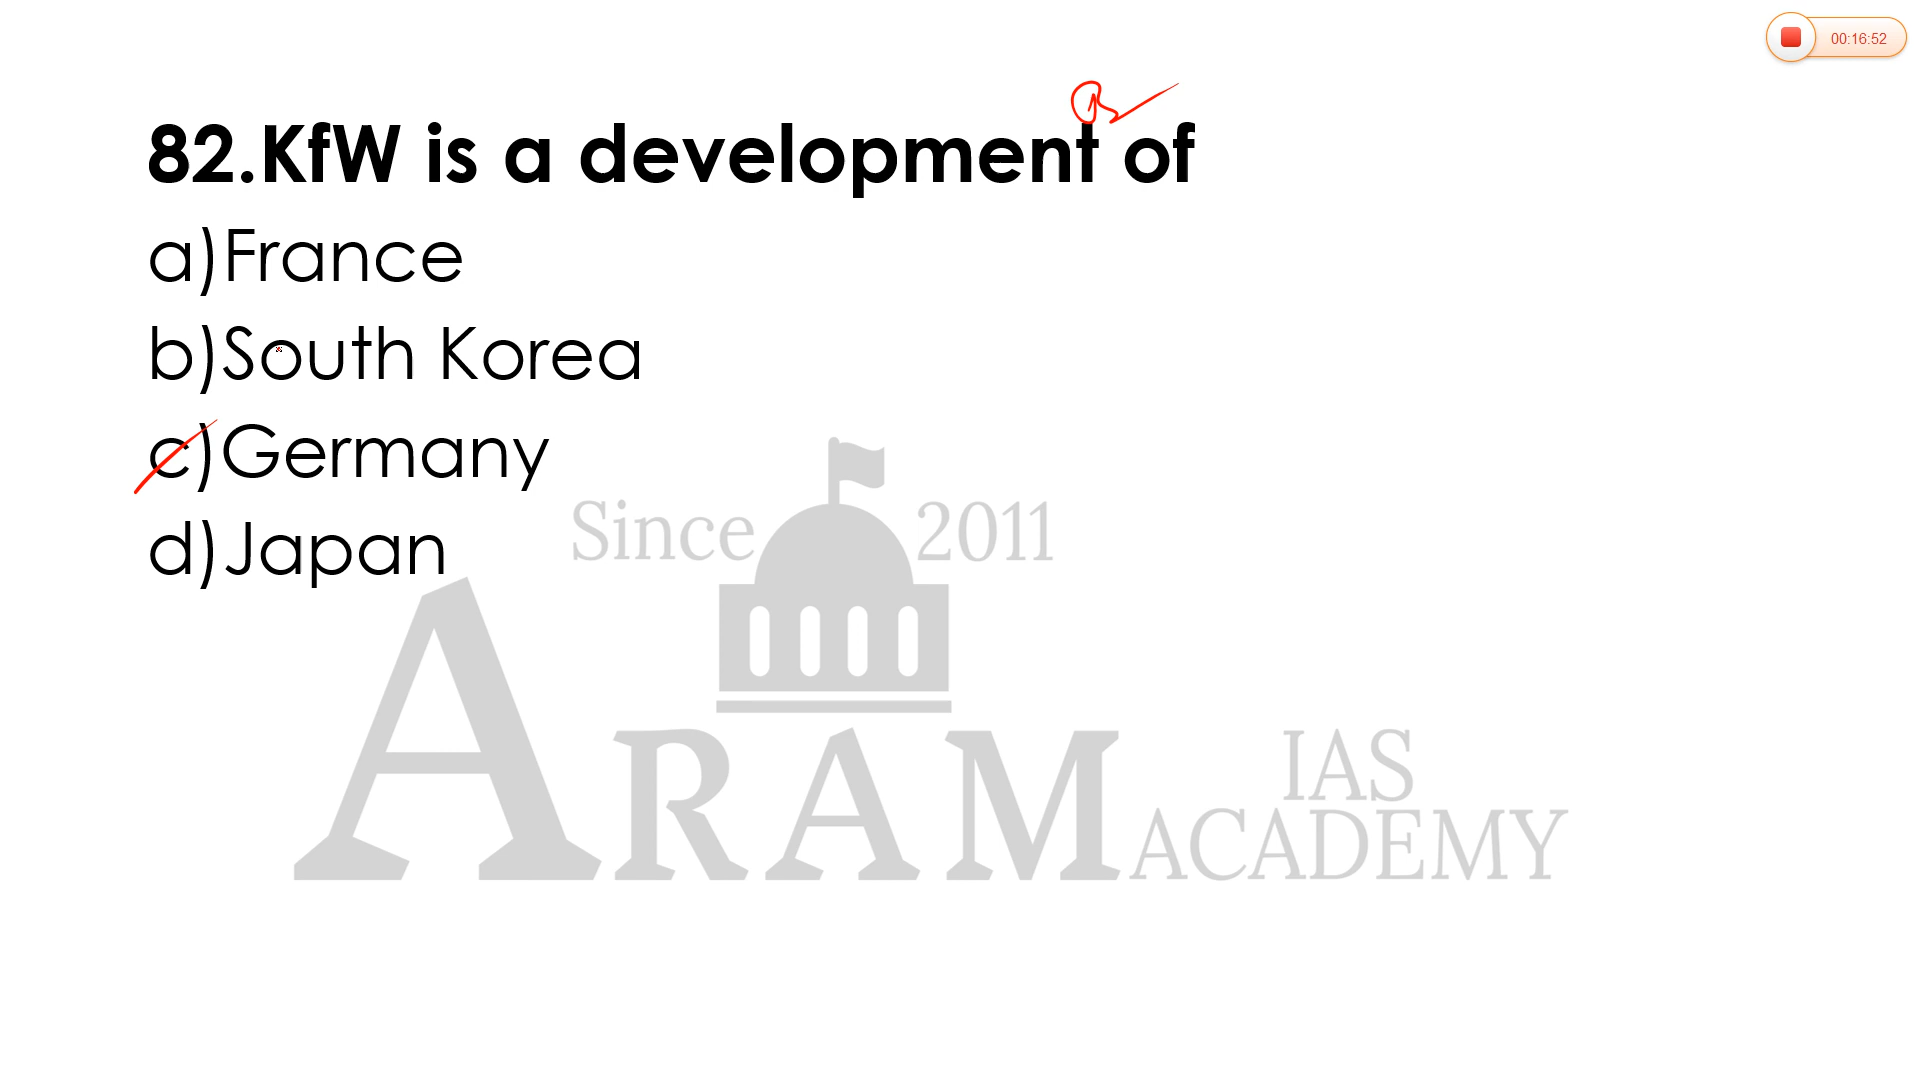 00:16:52
82.KfW is a development of
a)France
b)South Korea
c)Germany
d)Japan
Since 2011
ARAM IAS ACADEMY